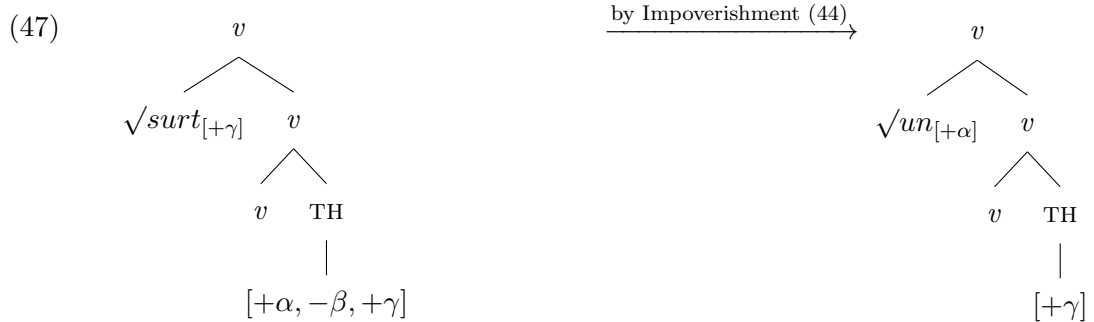 (47) v by Impoverishment (44) v
√surt[+γ] v √un[+α] v
v TH v TH
[+α, −β, +γ] [+γ]